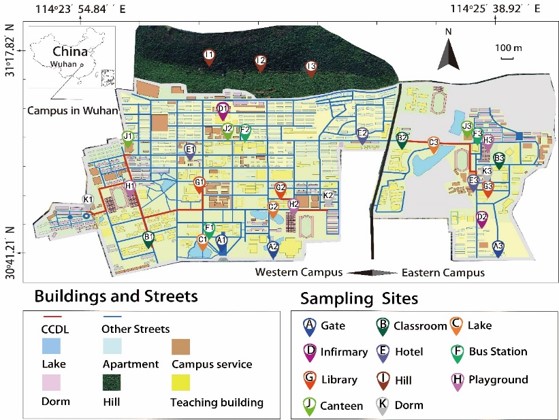 114°23′ 54.84″ E
114°25′ 38.92″ E
31°17.82′ N
30°41.21′ N
China
Wuhan
Campus in Wuhan
N
100 m
I1
I2
I3
D1
J1
J2
F2
E1
E2
B2
C3
J3
H3
B3
K1
H1
G1
G2
C2
H2
K2
E3
K3
G3
D2
B1
C1
F1
A1
A2
A3
Western Campus
Eastern Campus
Buildings and Streets
CCDL
Other Streets
Lake
Apartment
Campus service
Dorm
Hill
Teaching building
Sampling Sites
A Gate
B Classroom
C Lake
D Infirmary
E Hotel
F Bus Station
G Library
I Hill
H Playground
J Canteen
K Dorm